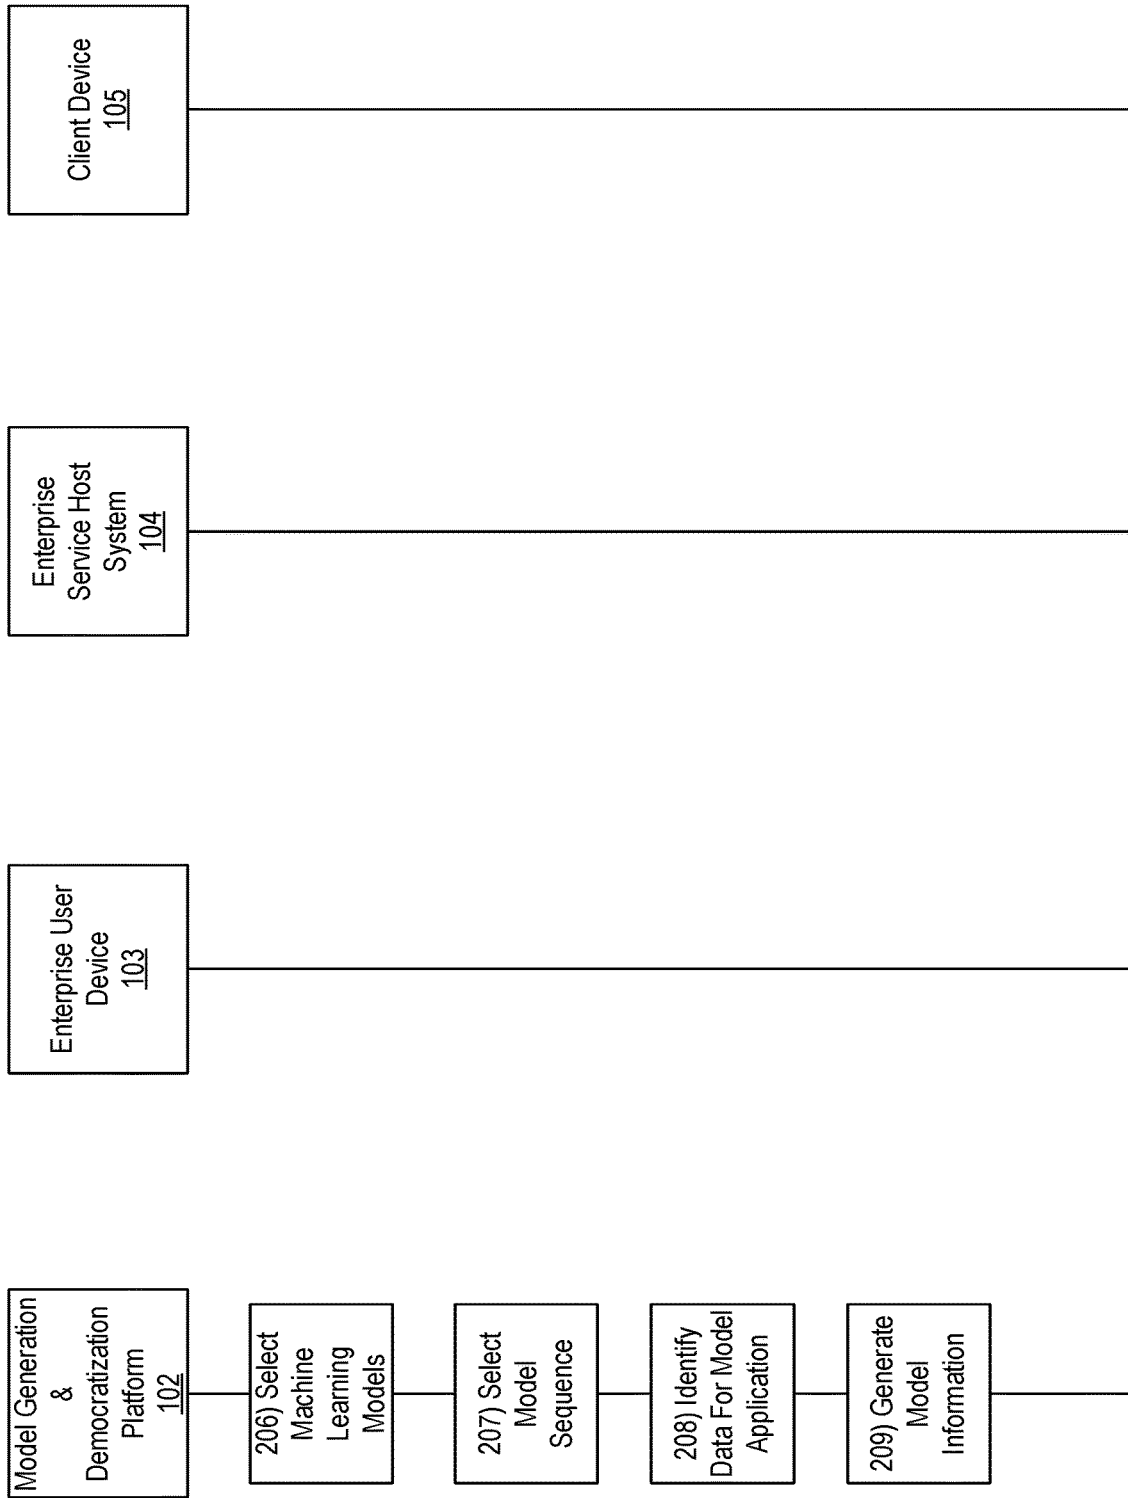 Model Generation
&
Democratization
Platform
102
Enterprise User
Device
103
Enterprise
Service Host
System
104
Client Device
105
206) Select
Machine
Learning
Models
207) Select
Model
Sequence
208) Identify
Data For Model
Application
209) Generate
Model
Information